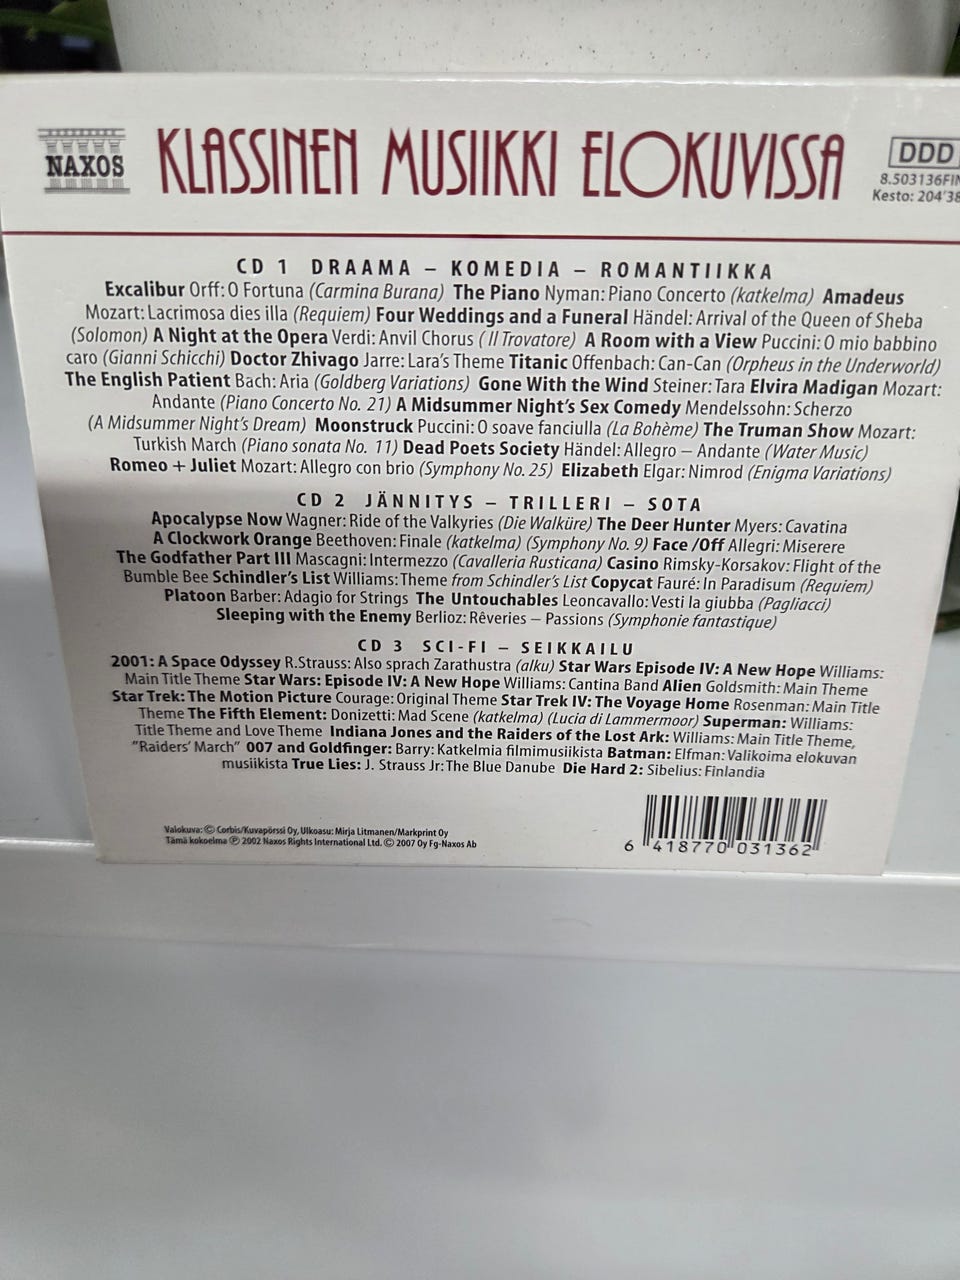 NAXOS
KLASSINEN MUSIIKKI ELOKUVISSA
DDD
8.503136FIN
Kesto: 204'38
CD 1 DRAAMA – KOMEDIA – ROMANTIIKKA
Excalibur Orff: O Fortuna (Carmina Burana) The Piano Nyman: Piano Concerto (katkelma) Amadeus
Mozart: Lacrimosa dies illa (Requiem) Four Weddings and a Funeral Händel: Arrival of the Queen of Sheba
(Solomon) A Night at the Opera Verdi: Anvil Chorus ( Il Trovatore) A Room with a View Puccini: O mio babbino
caro (Gianni Schicchi) Doctor Zhivago Jarre: Lara's Theme Titanic Offenbach: Can-Can (Orpheus in the Underworld)
The English Patient Bach: Aria (Goldberg Variations) Gone With the Wind Steiner: Tara Elvira Madigan Mozart:
Andante (Piano Concerto No. 21) A Midsummer Night's Sex Comedy Mendelssohn: Scherzo
(A Midsummer Night's Dream) Moonstruck Puccini: O soave fanciulla (La Bohème) The Truman Show Mozart:
Turkish March (Piano sonata No. 11) Dead Poets Society Händel: Allegro – Andante (Water Music)
Romeo + Juliet Mozart: Allegro con brio (Symphony No. 25) Elizabeth Elgar: Nimrod (Enigma Variations)
CD 2 JÄNNITYS – TRILLERI – SOTA
Apocalypse Now Wagner: Ride of the Valkyries (Die Walküre) The Deer Hunter Myers: Cavatina
A Clockwork Orange Beethoven: Finale (katkelma) (Symphony No. 9) Face /Off Allegri: Miserere
The Godfather Part III Mascagni: Intermezzo (Cavalleria Rusticana) Casino Rimsky-Korsakov: Flight of the
Bumble Bee Schindler's List Williams: Theme from Schindler's List Copycat Fauré: In Paradisum (Requiem)
Platoon Barber: Adagio for Strings The Untouchables Leoncavallo: Vesti la giubba (Pagliacci)
Sleeping with the Enemy Berlioz: Rêveries – Passions (Symphonie fantastique)
CD 3 SCI-FI – SEIKKAILU
2001: A Space Odyssey R.Strauss: Also sprach Zarathustra (alku) Star Wars Episode IV: A New Hope Williams:
Main Title Theme Star Wars: Episode IV: A New Hope Williams: Cantina Band Alien Goldsmith: Main Theme
Star Trek: The Motion Picture Courage: Original Theme Star Trek IV: The Voyage Home Rosenman: Main Title
Theme The Fifth Element: Donizetti: Mad Scene (katkelma) (Lucia di Lammermoor) Superman: Williams:
Title Theme and Love Theme Indiana Jones and the Raiders of the Lost Ark: Williams: Main Title Theme,
"Raiders' March" 007 and Goldfinger: Barry: Katkelmia filmimusiikista Batman: Elfman: Valikoima elokuvan
musiikista True Lies: J. Strauss Jr: The Blue Danube Die Hard 2: Sibelius: Finlandia
Valokuva: © Corbis/Kuvapörssi Oy, Ulkoasu: Mirja Litmanen/Markprint Oy
Tämä kokoelma ℗ 2002 Naxos Rights International Ltd. © 2007 Oy Fg-Naxos Ab
6 418770 031362